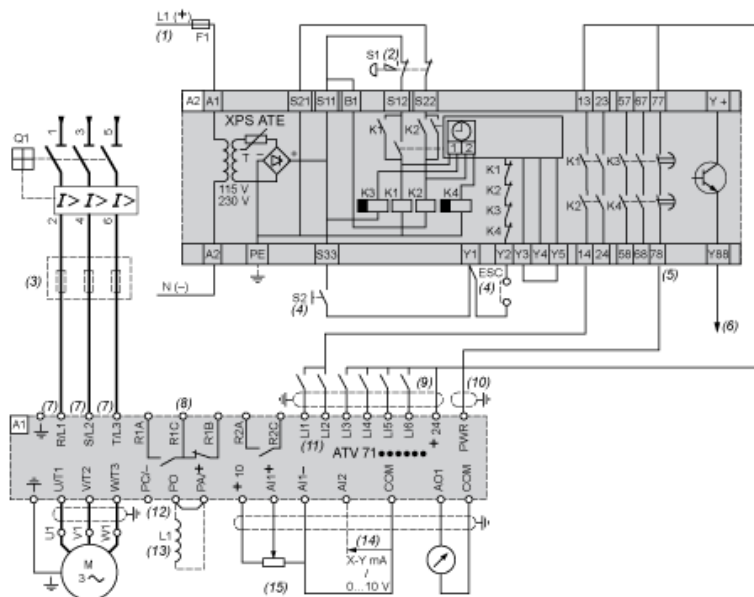 L1 (+)
(1)
F1
S1 (2)
A2 A1 S21 S11 B1 S12 S22 13 23 57 67 77 Y +
XPS ATE
T
+
115 V
230 V
K1 K2
1 2
K3 K1 K2 K4
K1
K2
K3
K4
K1 K3
K2 K4
A2 PE S33 Y1 Y2 Y3 Y4 Y5 14 24 58 68 78 Y88
Q1
1 3 5
I> I> I>
2 4 6
(3)
N (–)
S2
(4)
ESC
(4)
(5)
(6)
(7) (7) (7) (8) (9) (10)
A1
R/L1 S/L2 T/L3 R1A R1C R1B R2A R2C LI1 LI2 LI3 LI4 LI5 LI6 + 24 PWR
(11)
ATV 71
U/T1 V/T2 W/T3 PC/– PO PA/+ + 10 AI1+ AI1– AI2 COM AO1 COM
(12)
U1 V1 W1
L1
(13)
(14)
X-Y mA
/
0...10 V
M
3 ~
(15)